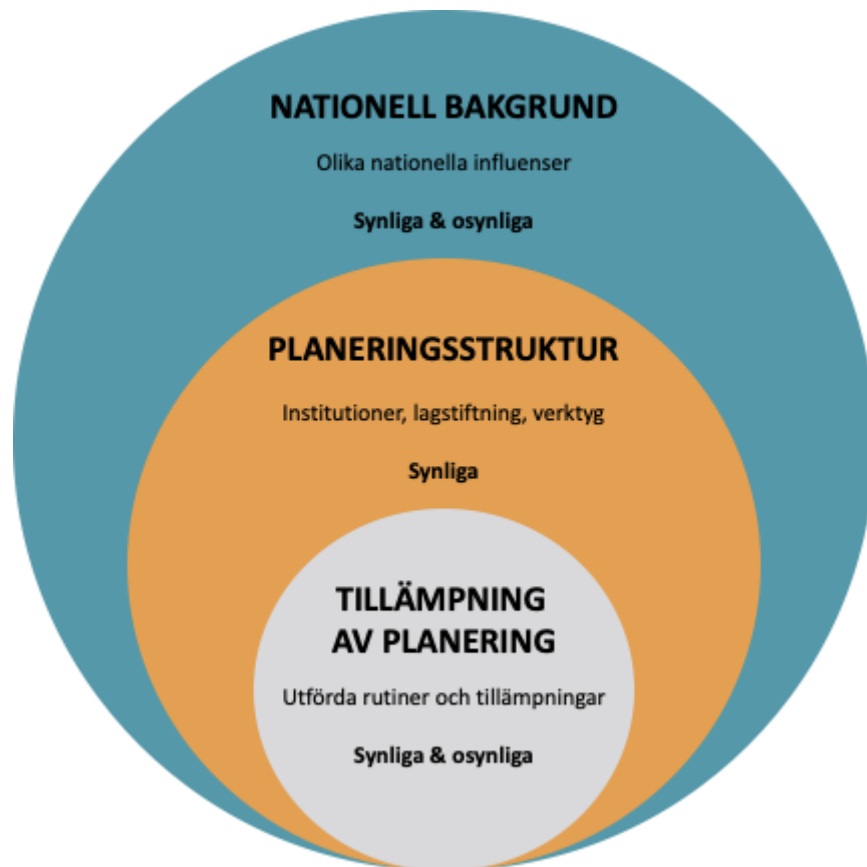 NATIONELL BAKGRUND
Olika nationella influenser
Synliga & osynliga
PLANERINGSSTRUKTUR
Institutioner, lagstiftning, verktyg
Synliga
TILLÄMPNING
AV PLANERING
Utförda rutiner och tillämpningar
Synliga & osynliga